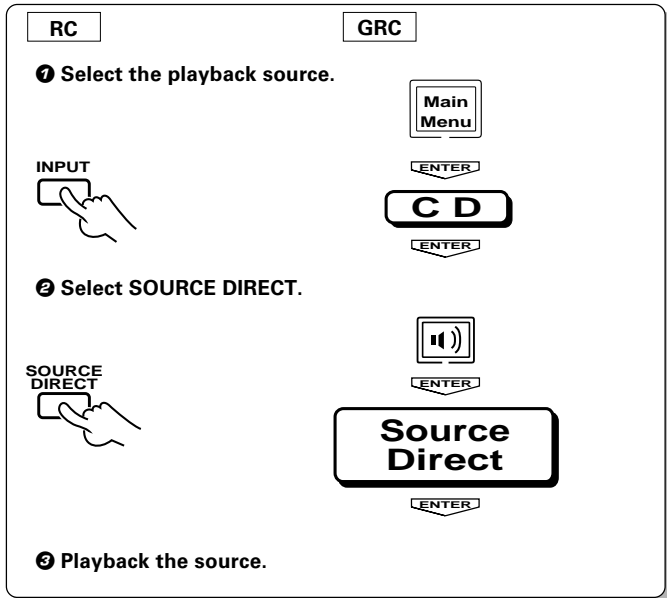 RC
GRC
❶ Select the playback source.
Main
Menu
INPUT
ENTER
C D
ENTER
❷ Select SOURCE DIRECT.
SOURCE
DIRECT
ENTER
Source
Direct
ENTER
❸ Playback the source.